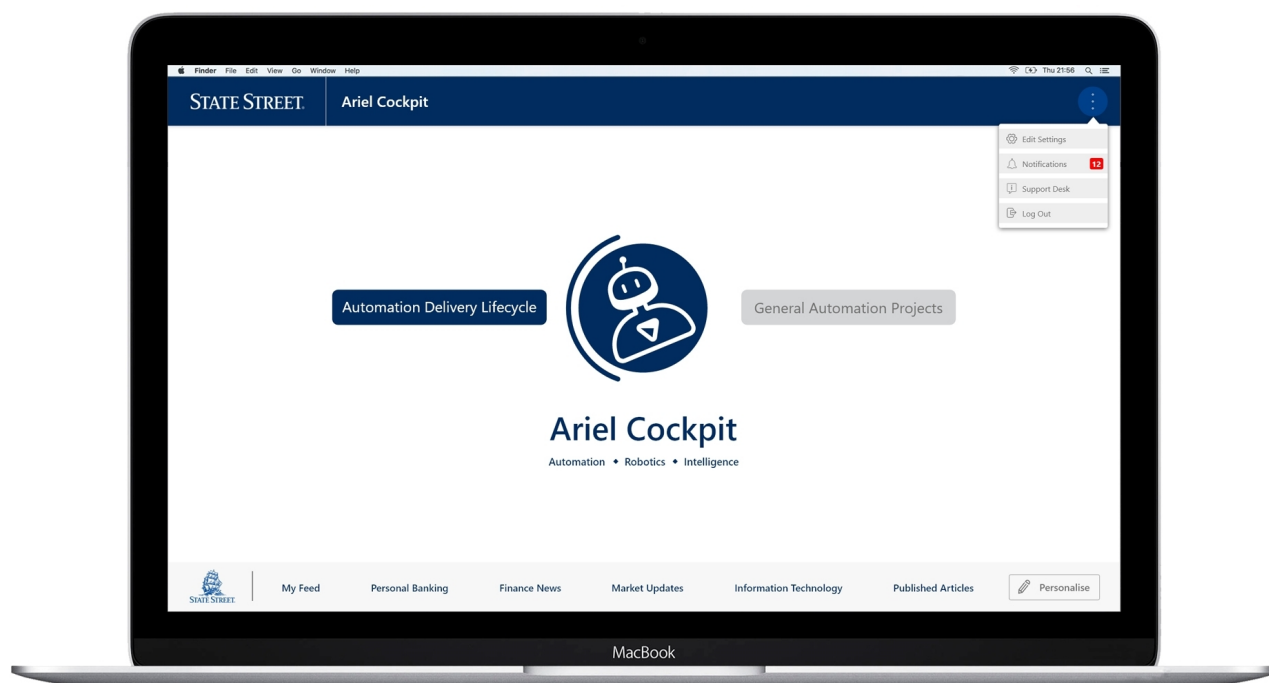 Finder File Edit View Go Window Help Thu 21:56
STATE STREET. Ariel Cockpit
Edit Settings
Notifications 12
Support Desk
Log Out
Automation Delivery Lifecycle General Automation Projects
Ariel Cockpit
Automation ◆ Robotics ◆ Intelligence
STATE STREET. My Feed Personal Banking Finance News Market Updates Information Technology Published Articles Personalise
MacBook